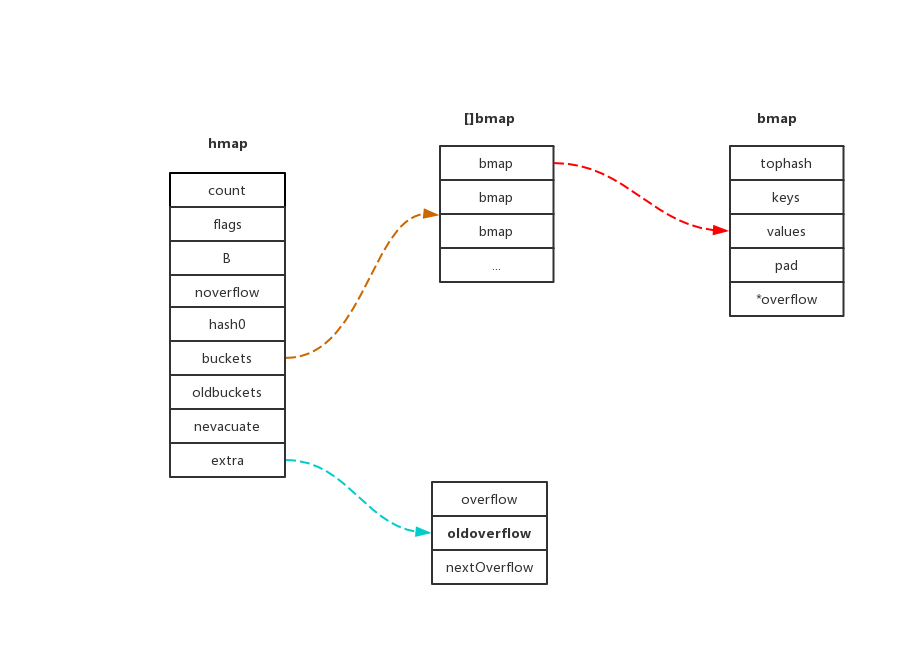 hmap
count
flags
B
noverflow
hash0
buckets
oldbuckets
nevacuate
extra
[]bmap
bmap
bmap
bmap
...
bmap
tophash
keys
values
pad
*overflow
overflow
oldoverflow
nextOverflow